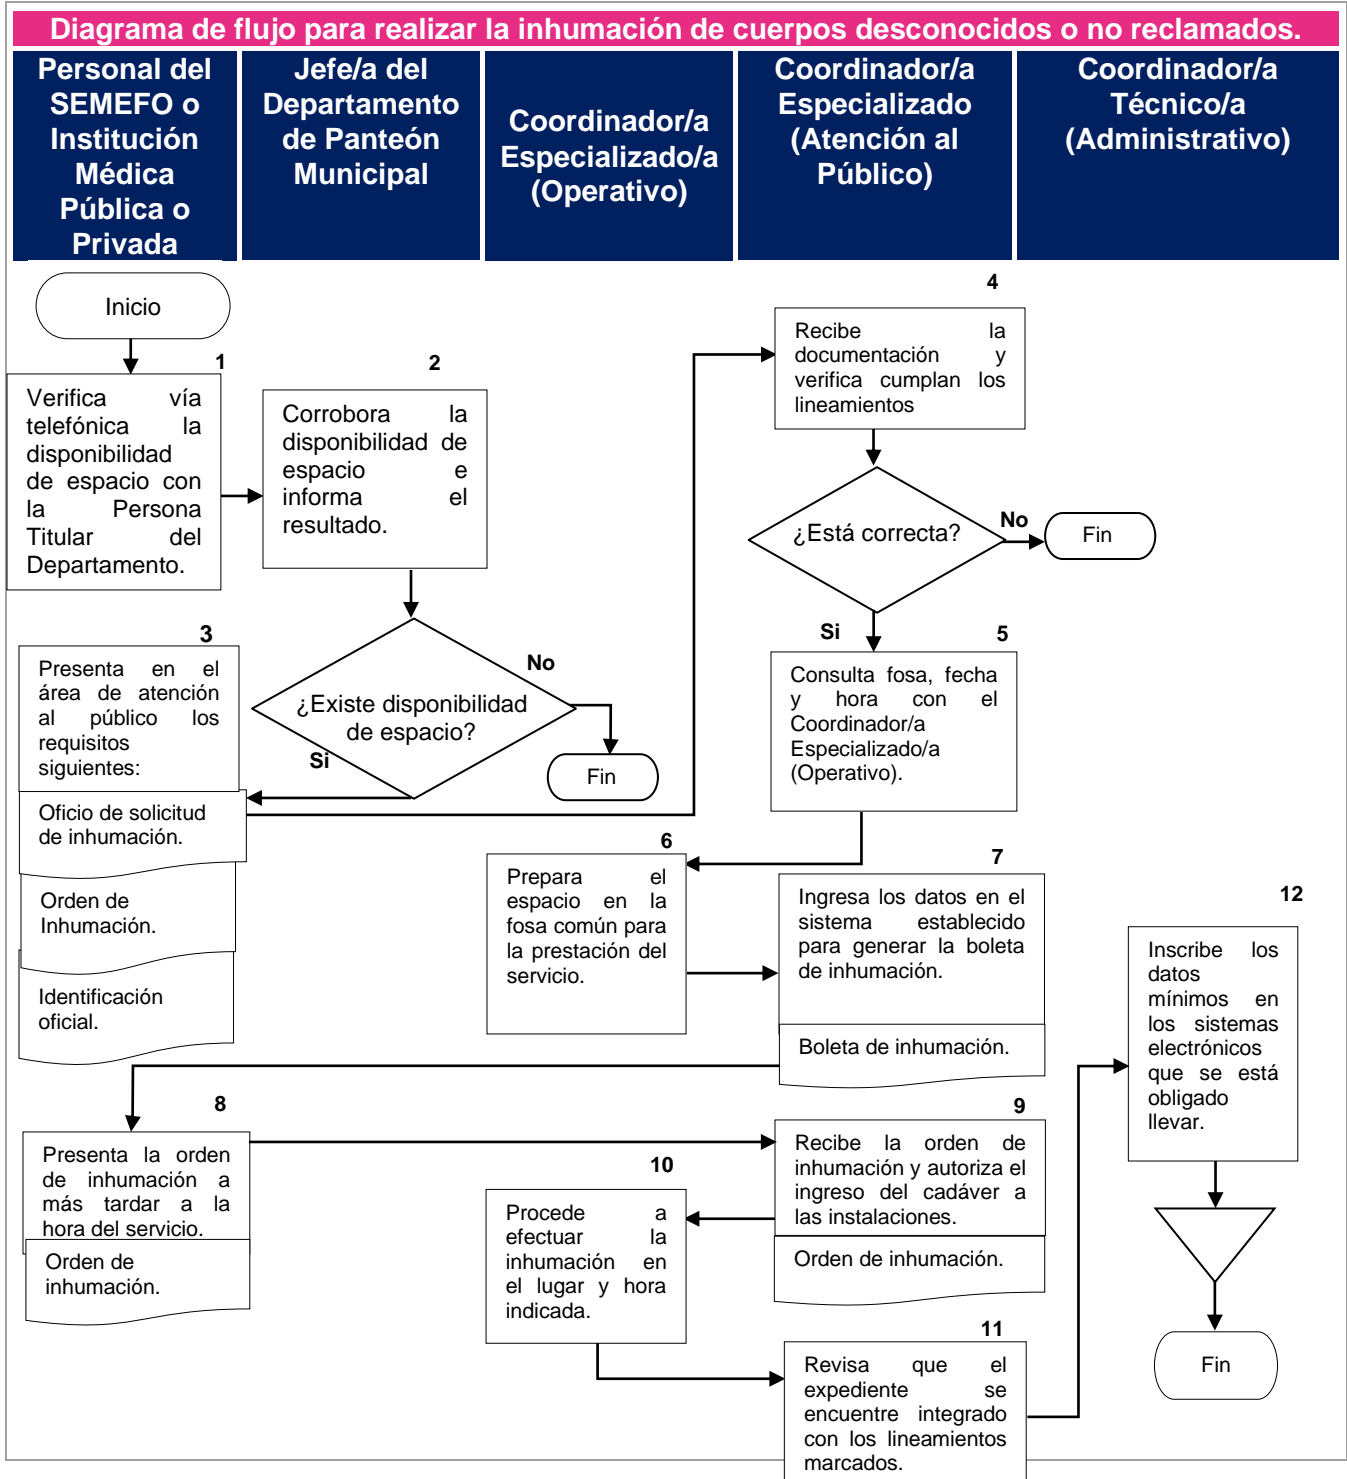 Diagrama de flujo para realizar la inhumación de cuerpos desconocidos o no reclamados.
Personal del
SEMEFO o
Institución
Médica
Pública o
Privada
Jefe/a del
Departamento
de Panteón
Municipal
Coordinador/a
Especializado/a
(Operativo)
Coordinador/a
Especializado
(Atención al
Público)
Coordinador/a
Técnico/a
(Administrativo)
Inicio
1
Verifica vía
telefónica la
disponibilidad
de espacio con
la Persona
Titular del
Departamento.
2
Corrobora la
disponibilidad de
espacio e
informa el
resultado.
¿Existe disponibilidad
de espacio?
No
Fin
Si
3
Presenta en el
área de atención
al público los
requisitos
siguientes:
Oficio de solicitud
de inhumación.
Orden de
Inhumación.
Identificación
oficial.
4
Recibe la
documentación y
verifica cumplan los
lineamientos
¿Está correcta?
No
Fin
Si
5
Consulta fosa, fecha
y hora con el
Coordinador/a
Especializado/a
(Operativo).
6
Prepara el
espacio en la
fosa común para
la prestación del
servicio.
7
Ingresa los datos en el
sistema establecido
para generar la boleta
de inhumación.
Boleta de inhumación.
8
Presenta la orden
de inhumación a
más tardar a la
hora del servicio.
Orden de
inhumación.
9
Recibe la orden de
inhumación y autoriza el
ingreso del cadáver a
las instalaciones.
Orden de inhumación.
10
Procede a
efectuar la
inhumación en
el lugar y hora
indicada.
11
Revisa que el
expediente se
encuentre integrado
con los lineamientos
marcados.
12
Inscribe los
datos
mínimos en
los sistemas
electrónicos
que se está
obligado
llevar.
Fin